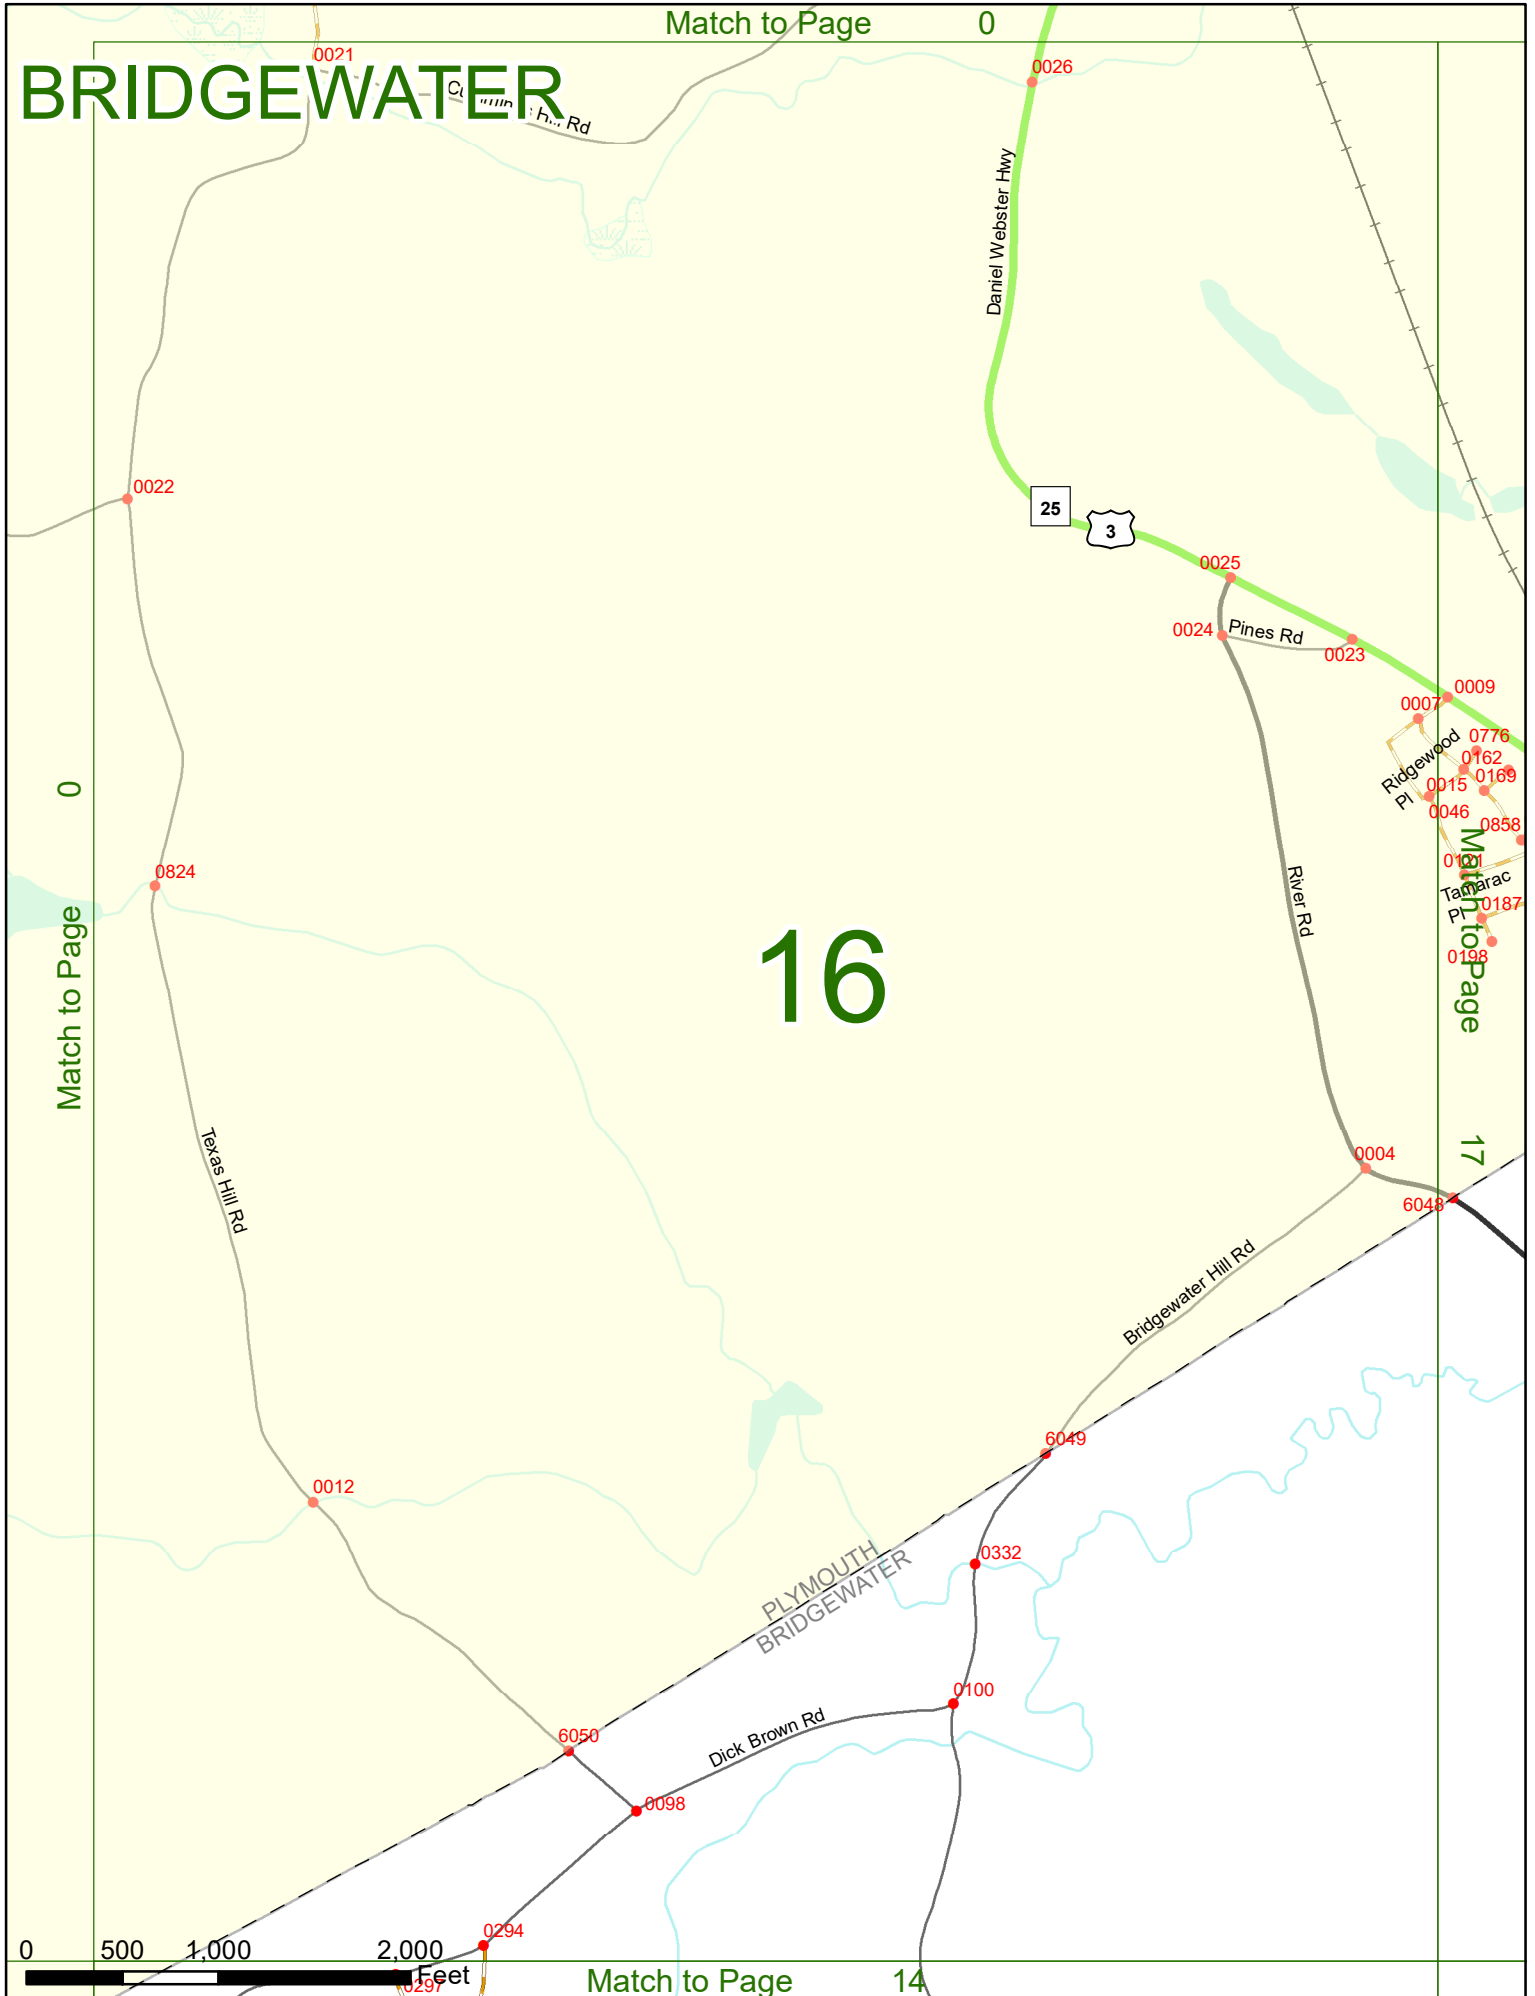 Match to Page 0
BRIDGEWATER
0021
Hill Rd
0026
Daniel Webster Hwy
0022
25
3
0025
0024
Pines Rd
0023
0009
0007
0776
Ridgewood
Pl
0162
0015
0169
0046
0858
0121
Tamarac
Pl
0187
0198
Match to Page 17
Match to Page 0
0824
16
River Rd
Texas Hill Rd
0004
6048
Bridgewater Hill Rd
6049
0012
0332
PLYMOUTH
BRIDGEWATER
0100
Dick Brown Rd
6050
0098
0294
0297
0 500 1,000 2,000
Feet
Match to Page 14